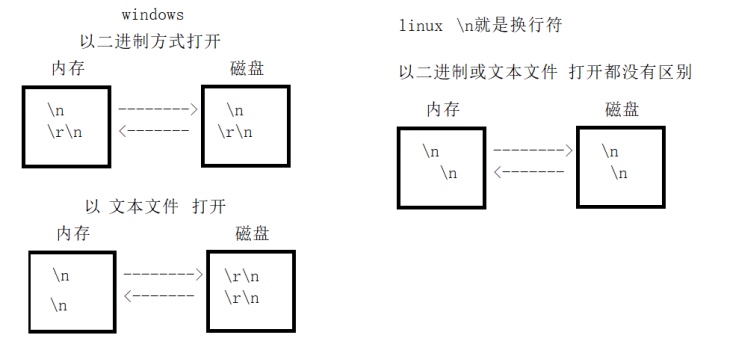 windows
以二进制方式打开
内存 磁盘
\n --------> \n
\r\n <------- \r\n
以 文本文件 打开
内存 磁盘
\n --------> \r\n
\n <------- \r\n
linux \n就是换行符
以二进制或文本文件 打开都没有区别
内存 磁盘
\n --------> \n
\n <------- \n